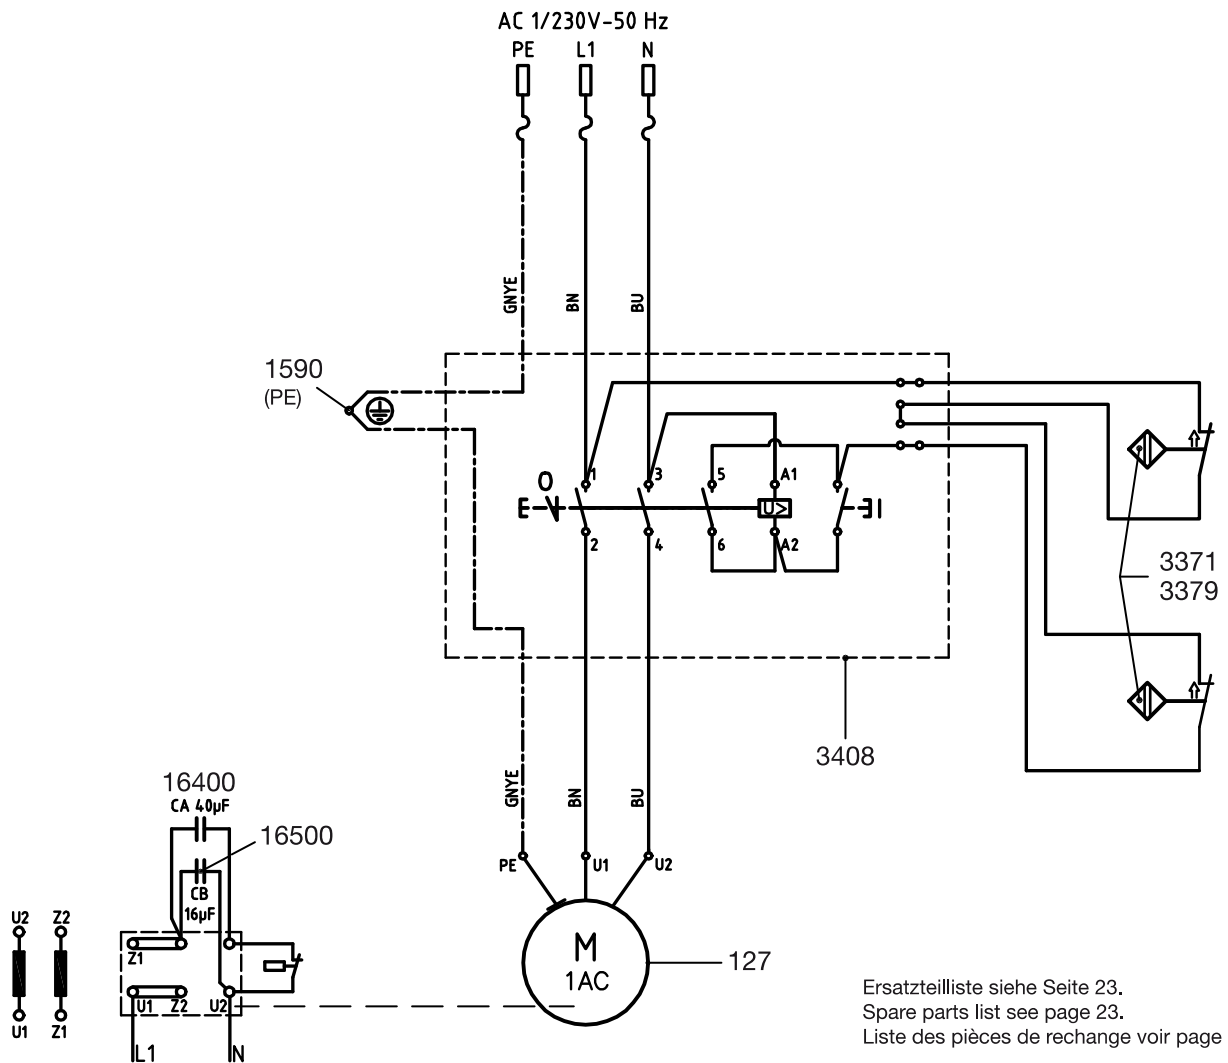 AC 1/230V-50 Hz
PE L1 N
GNYE BN BU
1590
(PE)
O
1 3 5 A1
U>
I
2 4 6 A2
3371
3379
3408
16400
CA 40µF
16500
CB
16µF
GNYE BN BU
PE U1 U2
M
1AC
127
U2 Z2
U1 Z1
Z1
U1 Z2 U2
L1 N
Ersatzteilliste siehe Seite 23.
Spare parts list see page 23.
Liste des pièces de rechange voir page